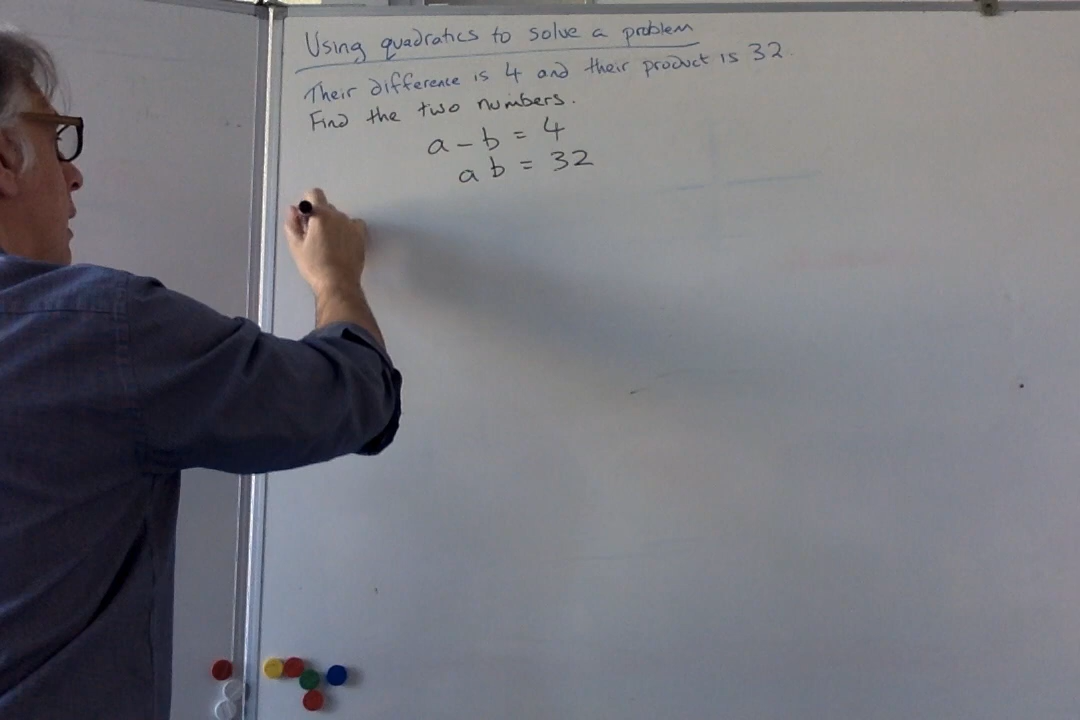 Using quadratics to solve a problem
Their difference is 4 and their product is 32.
Find the two numbers.
a - b = 4
ab = 32